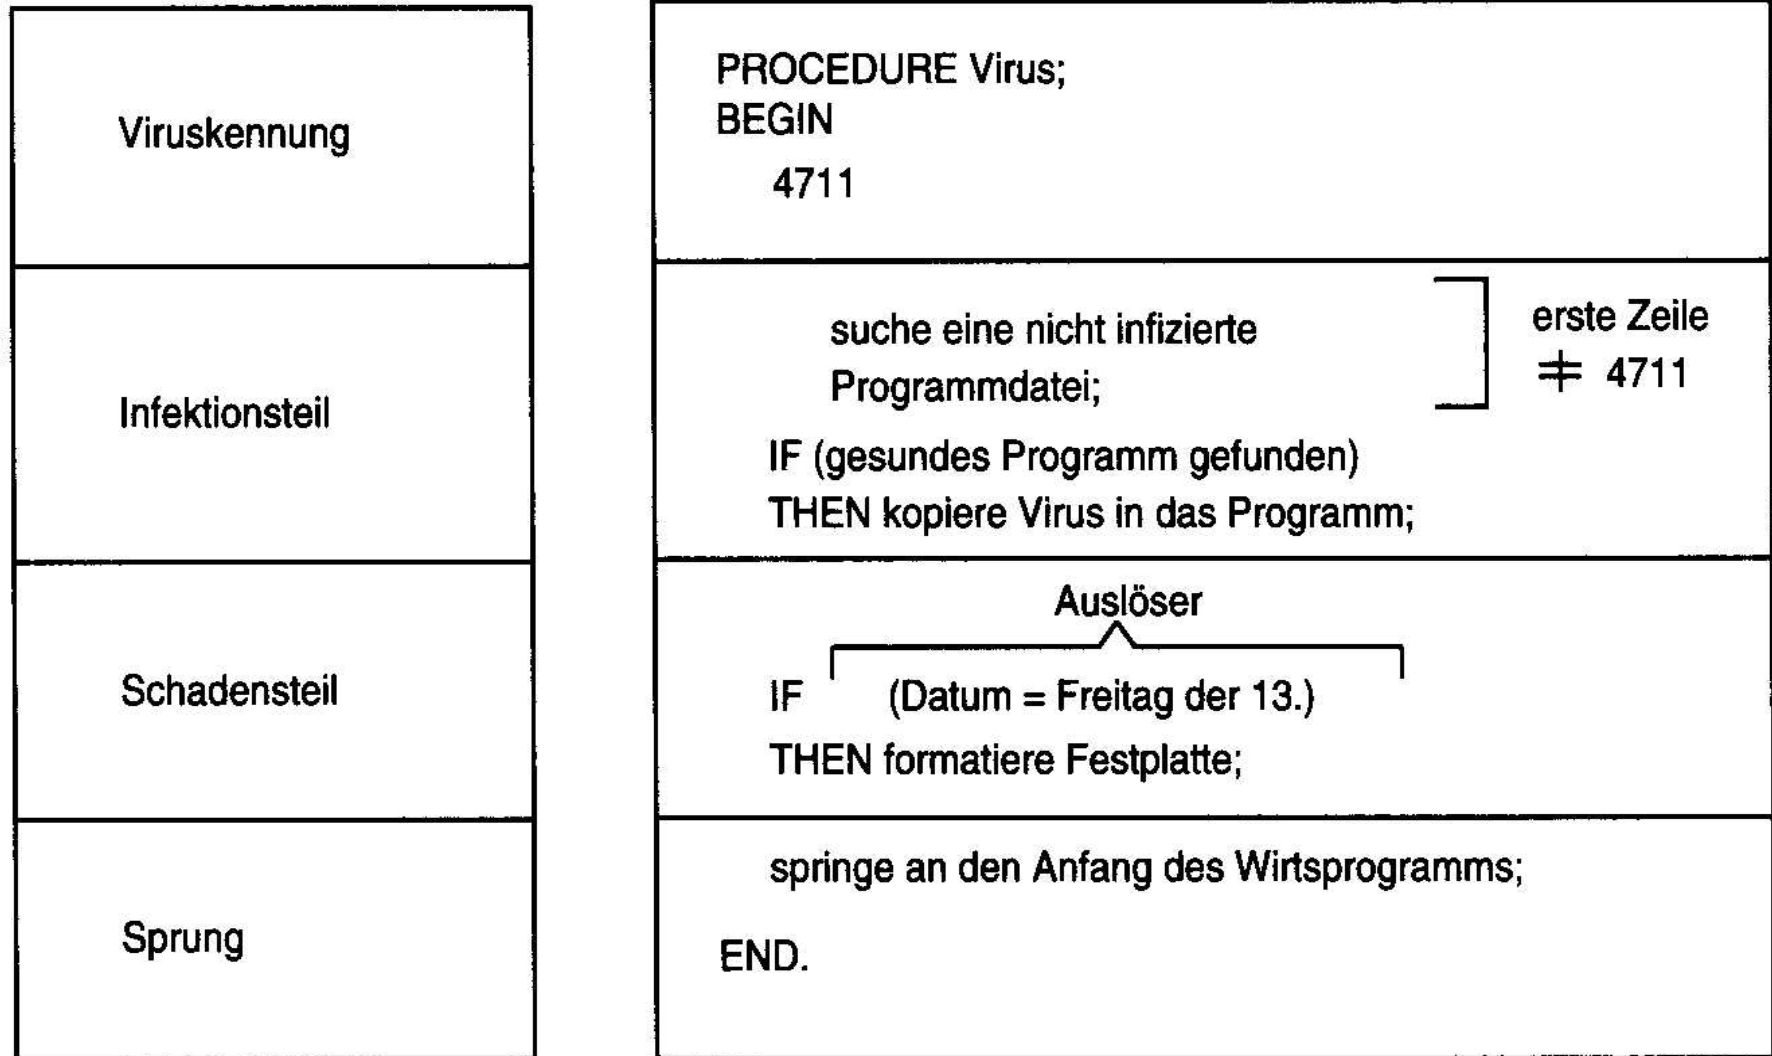 Viruskennung
PROCEDURE Virus;
BEGIN
4711
Infektionsteil
suche eine nicht infizierte
Programmdatei;
erste Zeile
≠ 4711
IF (gesundes Programm gefunden)
THEN kopiere Virus in das Programm;
Schadensteil
Auslöser
IF (Datum = Freitag der 13.)
THEN formatiere Festplatte;
Sprung
springe an den Anfang des Wirtsprogramms;
END.